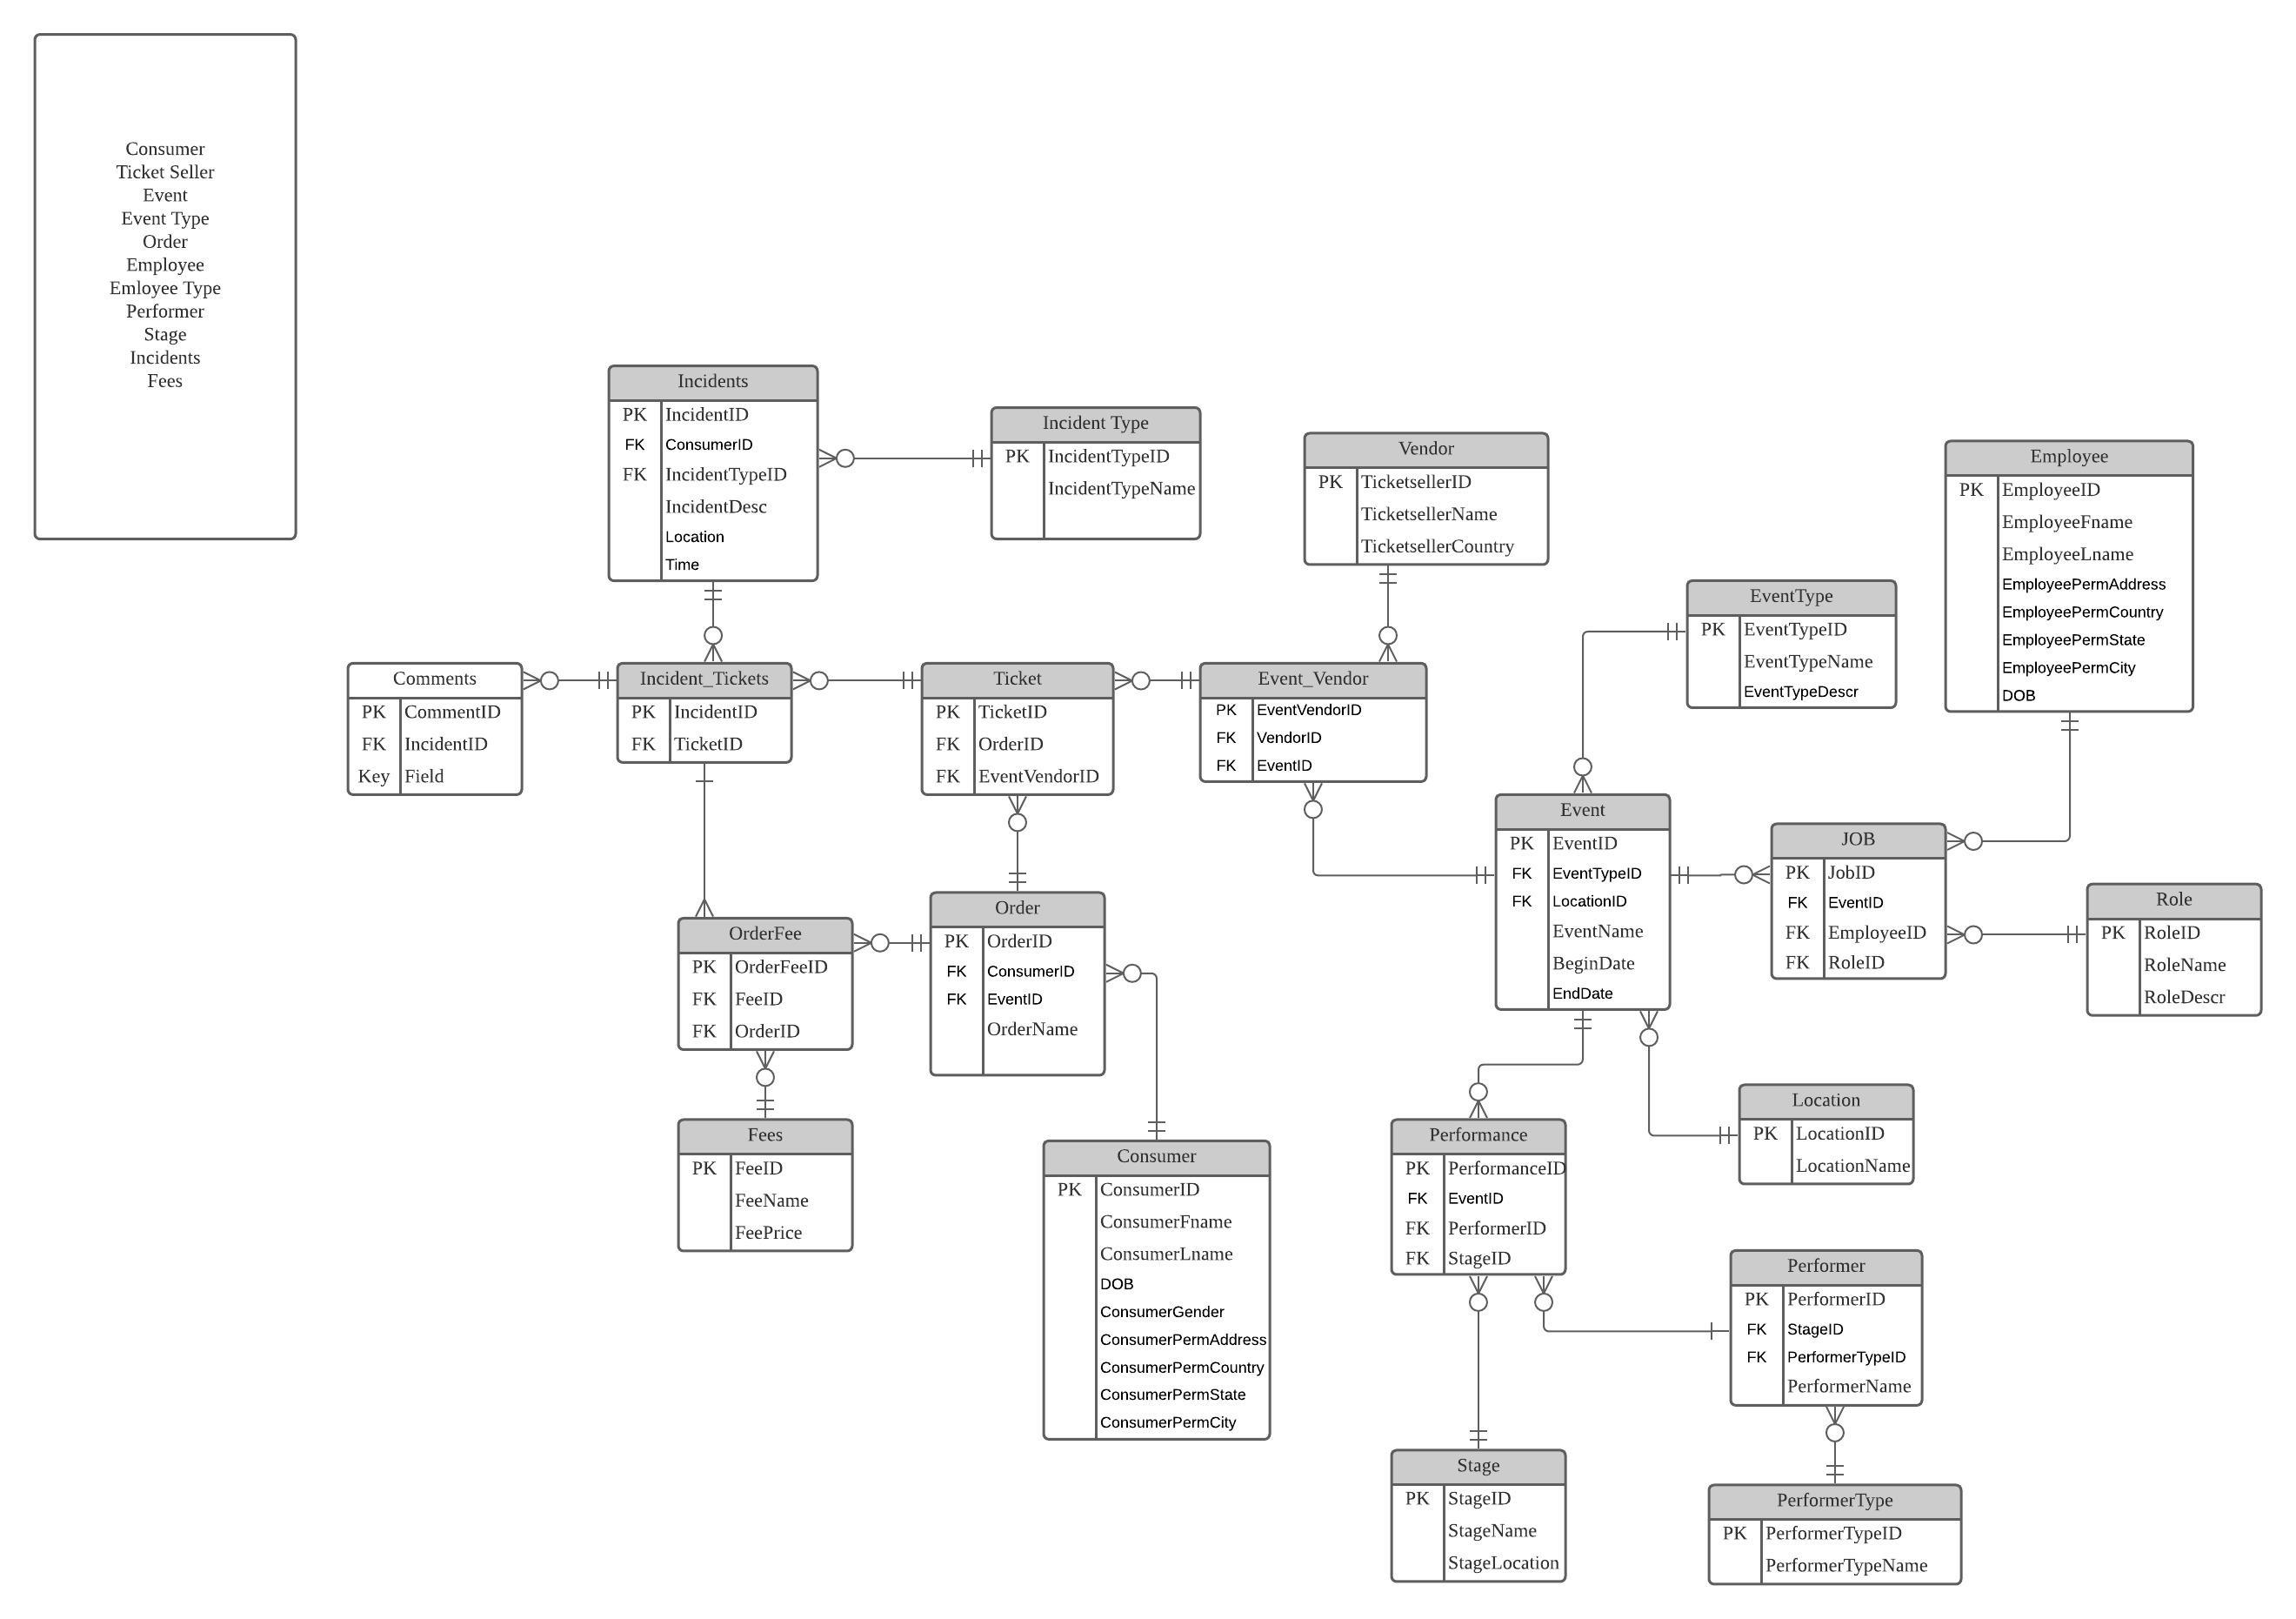 Consumer
Ticket Seller
Event
Event Type
Order
Employee
Emloyee Type
Performer
Stage
Incidents
Fees
Incidents
PK IncidentID
FK ConsumerID
FK IncidentTypeID
IncidentDesc
Location
Time
Incident Type
PK IncidentTypeID
IncidentTypeName
Vendor
PK TicketsellerID
TicketsellerName
TicketsellerCountry
Employee
PK EmployeeID
EmployeeFname
EmployeeLname
EmployeePermAddress
EmployeePermCountry
EmployeePermState
EmployeePermCity
DOB
EventType
PK EventTypeID
EventTypeName
EventTypeDescr
Comments
PK CommentID
FK IncidentID
Key Field
Incident_Tickets
PK IncidentID
FK TicketID
Ticket
PK TicketID
FK OrderID
FK EventVendorID
Event_Vendor
PK EventVendorID
FK VendorID
FK EventID
Event
PK EventID
FK EventTypeID
FK LocationID
EventName
BeginDate
EndDate
JOB
PK JobID
FK EventID
FK EmployeeID
FK RoleID
Role
PK RoleID
RoleName
RoleDescr
OrderFee
PK OrderFeeID
FK FeeID
FK OrderID
Order
PK OrderID
FK ConsumerID
FK EventID
OrderName
Fees
PK FeeID
FeeName
FeePrice
Consumer
PK ConsumerID
ConsumerFname
ConsumerLname
DOB
ConsumerGender
ConsumerPermAddress
ConsumerPermCountry
ConsumerPermState
ConsumerPermCity
Performance
PK PerformanceID
FK EventID
FK PerformerID
FK StageID
Location
PK LocationID
LocationName
Performer
PK PerformerID
FK StageID
FK PerformerTypeID
PerformerName
Stage
PK StageID
StageName
StageLocation
PerformerType
PK PerformerTypeID
PerformerTypeName